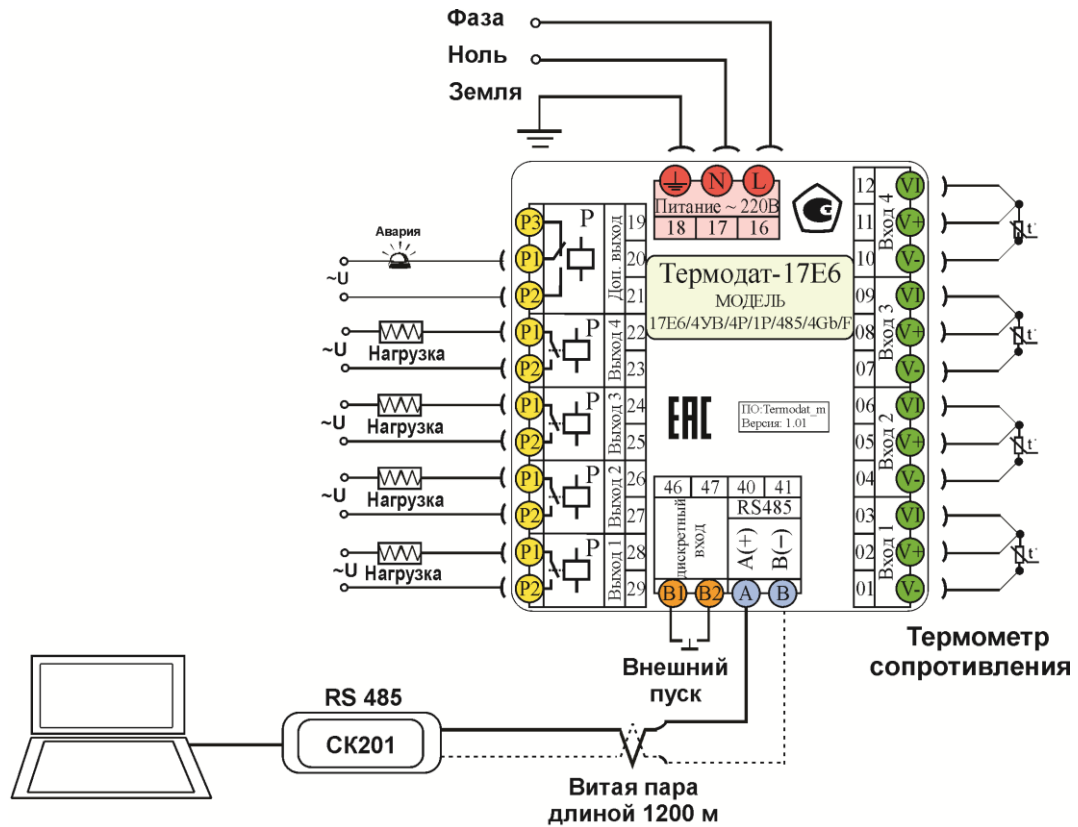 Фаза
Ноль
Земля
N
L
Питание ~ 220В
18 17 16
Термодат-17Е6
МОДЕЛЬ
17Е6/4УВ/4Р/1Р/485/4Gb/F
Авария
~U
P3
P1
P2
P
Доп. выход
19
20
21
~U
Нагрузка
P1
P2
P
Выход 4
22
23
~U
Нагрузка
P1
P2
P
Выход 3
24
25
~U
Нагрузка
P1
P2
P
Выход 2
26
27
~U
Нагрузка
P1
P2
P
Выход 1
28
29
EAC
ПО:Termodat_m
Версия: 1.01
12
11
10
Вход 4
VI
V+
V-
t°
09
08
07
Вход 3
VI
V+
V-
t°
06
05
04
Вход 2
VI
V+
V-
t°
03
02
01
Вход 1
VI
V+
V-
t°
46 47 40 41
RS485
дискретный
вход
A(+)
B(−)
B1 B2 A B
Внешний
пуск
Термометр
сопротивления
RS 485
СК201
Витая пара
длиной 1200 м